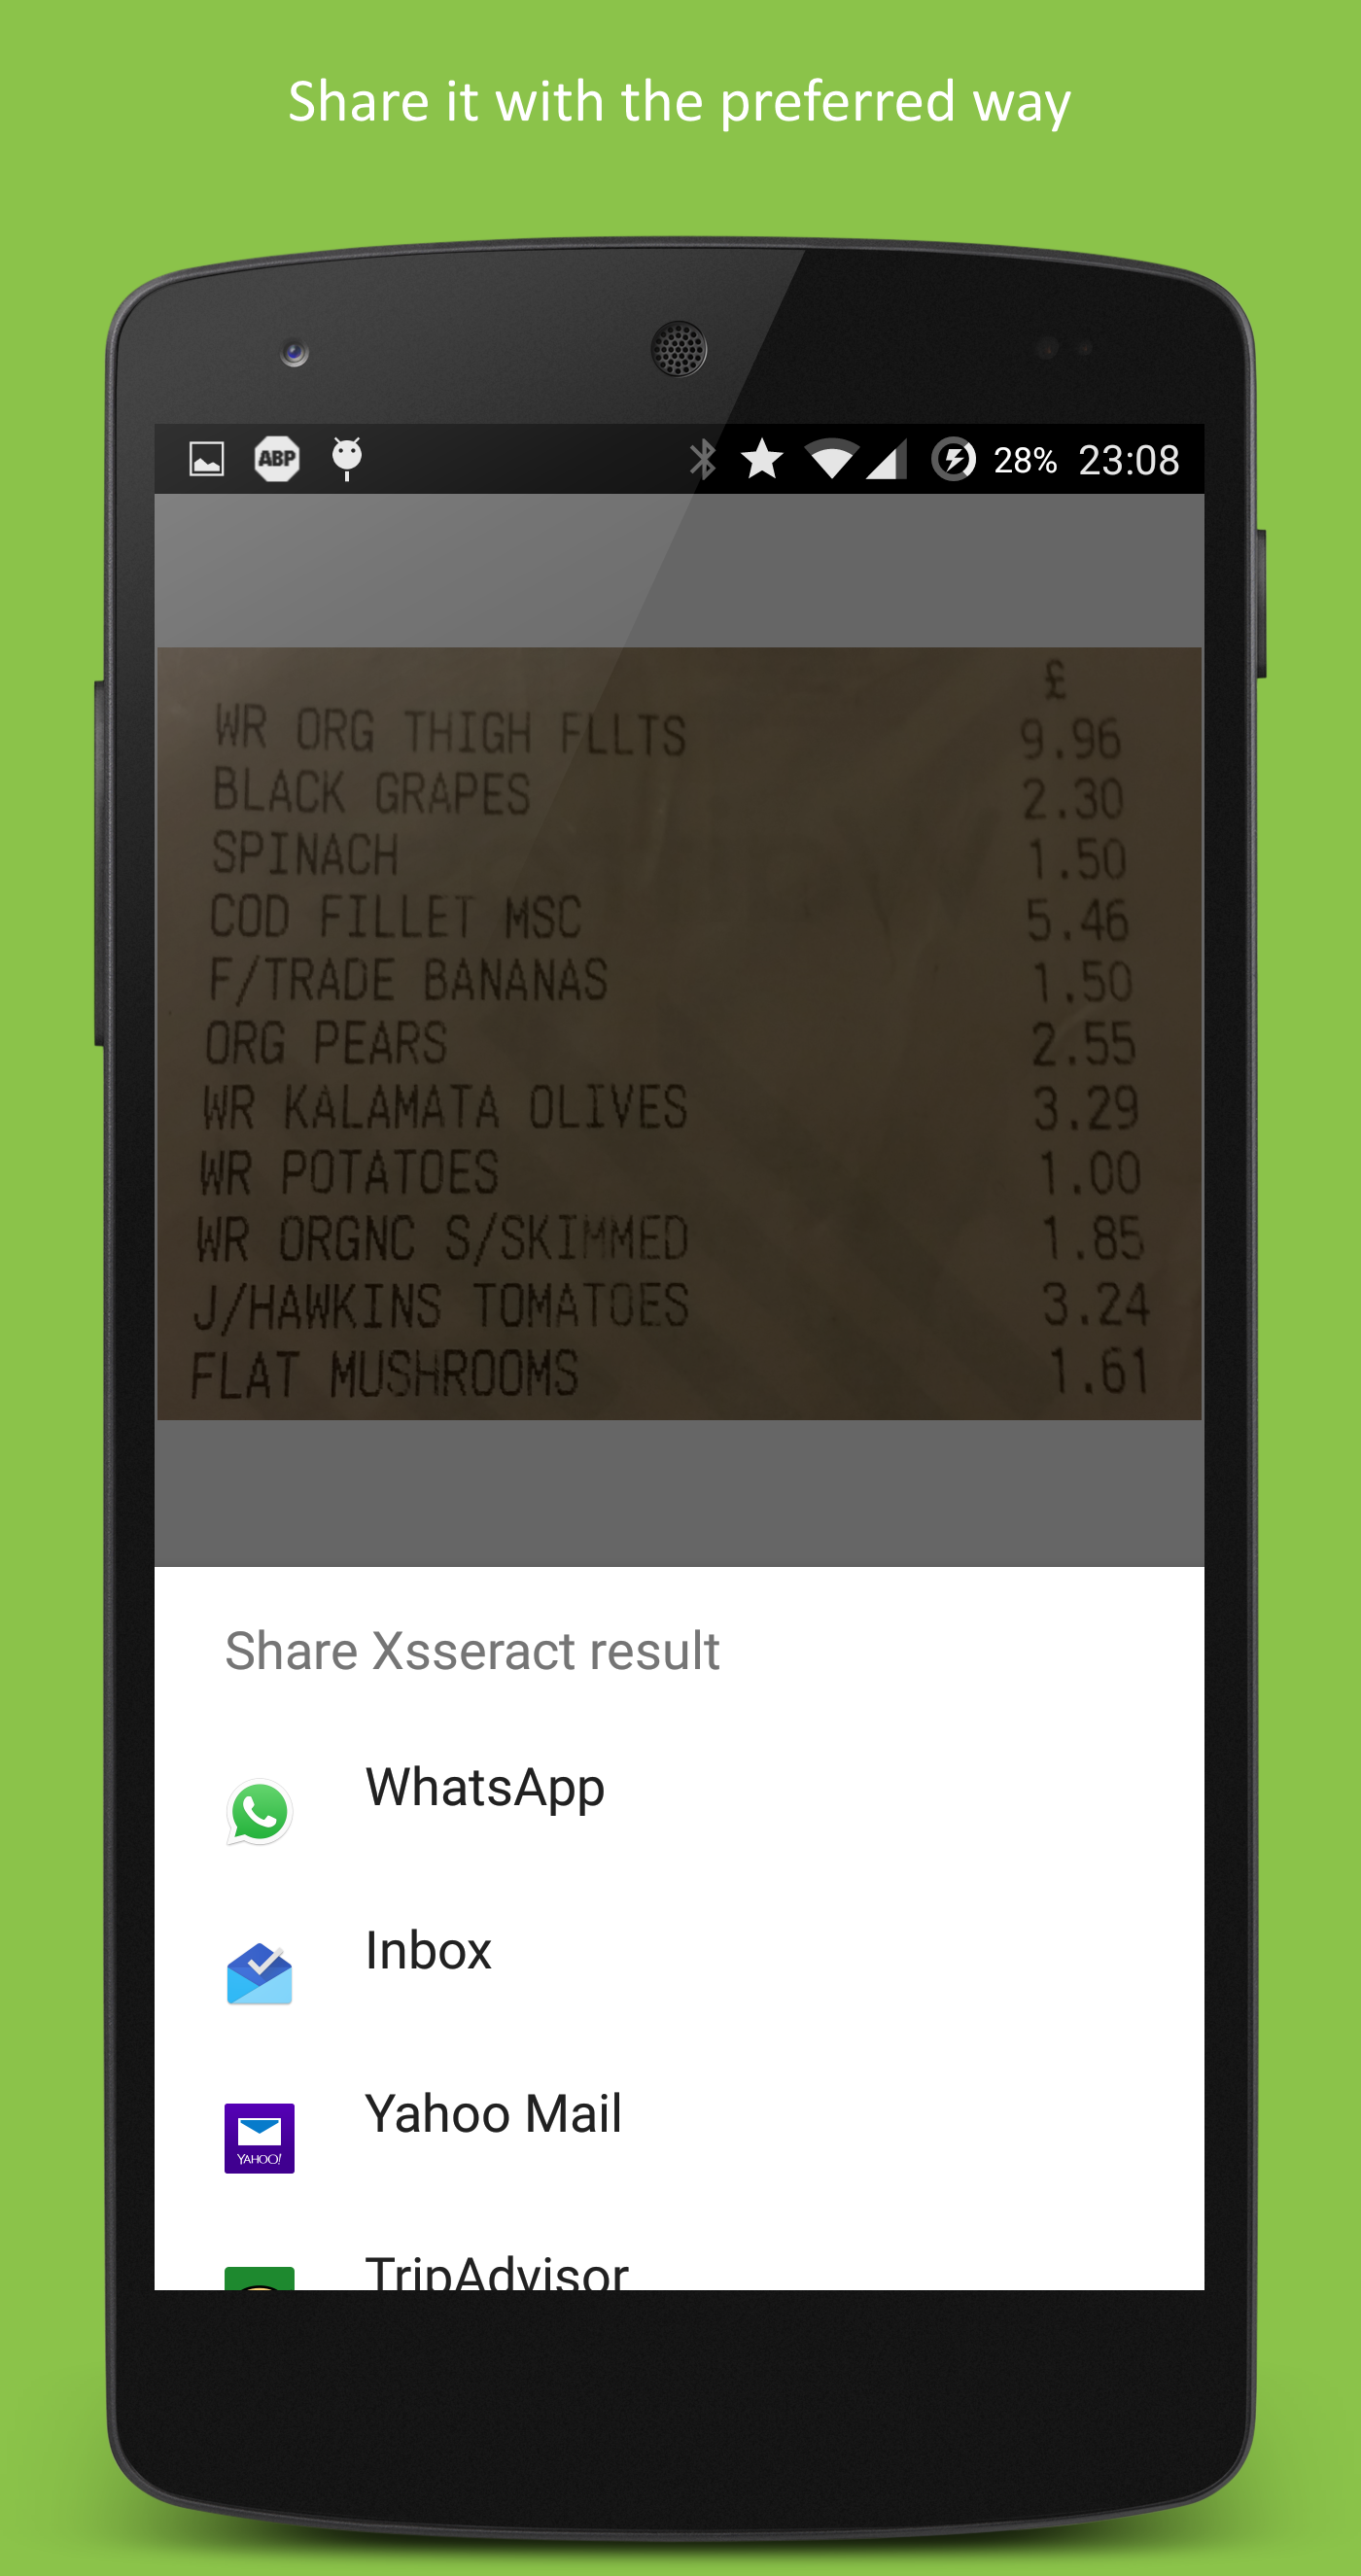 Share it with the preferred way
ABP 28% 23:08
£
WR ORG THIGH FLLTS 9.96
BLACK GRAPES 2.30
SPINACH 1.50
COD FILLET MSC 5.46
F/TRADE BANANAS 1.50
ORG PEARS 2.55
WR KALAMATA OLIVES 3.29
WR POTATOES 1.00
WR ORGNC S/SKIMMED 1.85
J/HAWKINS TOMATOES 3.24
FLAT MUSHROOMS 1.61
Share Xsseract result
WhatsApp
Inbox
Yahoo Mail
YAHOO!
TripAdvisor